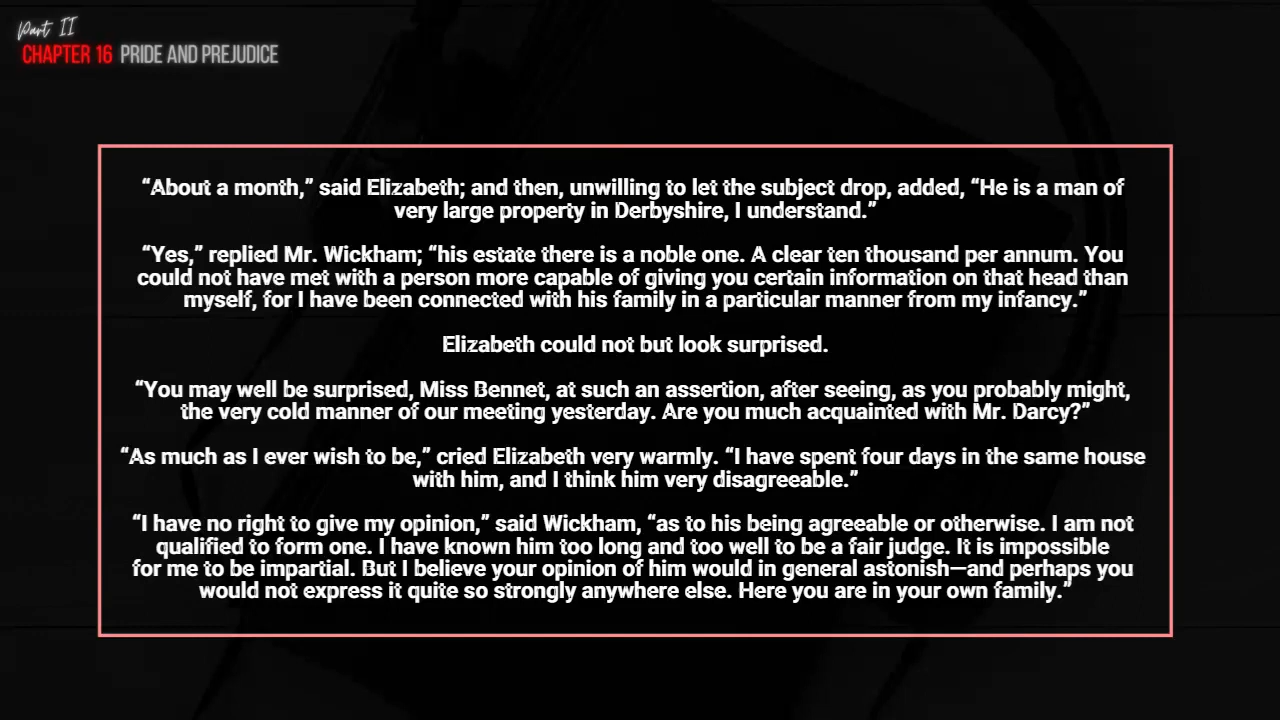 Part II
CHAPTER 16 PRIDE AND PREJUDICE
“About a month,” said Elizabeth; and then, unwilling to let the subject drop, added, “He is a man of
very large property in Derbyshire, I understand.”
“Yes,” replied Mr. Wickham; “his estate there is a noble one. A clear ten thousand per annum. You
could not have met with a person more capable of giving you certain information on that head than
myself, for I have been connected with his family in a particular manner from my infancy.”
Elizabeth could not but look surprised.
“You may well be surprised, Miss Bennet, at such an assertion, after seeing, as you probably might,
the very cold manner of our meeting yesterday. Are you much acquainted with Mr. Darcy?”
“As much as I ever wish to be,” cried Elizabeth very warmly. “I have spent four days in the same house
with him, and I think him very disagreeable.”
“I have no right to give my opinion,” said Wickham, “as to his being agreeable or otherwise. I am not
qualified to form one. I have known him too long and too well to be a fair judge. It is impossible
for me to be impartial. But I believe your opinion of him would in general astonish—and perhaps you
would not express it quite so strongly anywhere else. Here you are in your own family.”